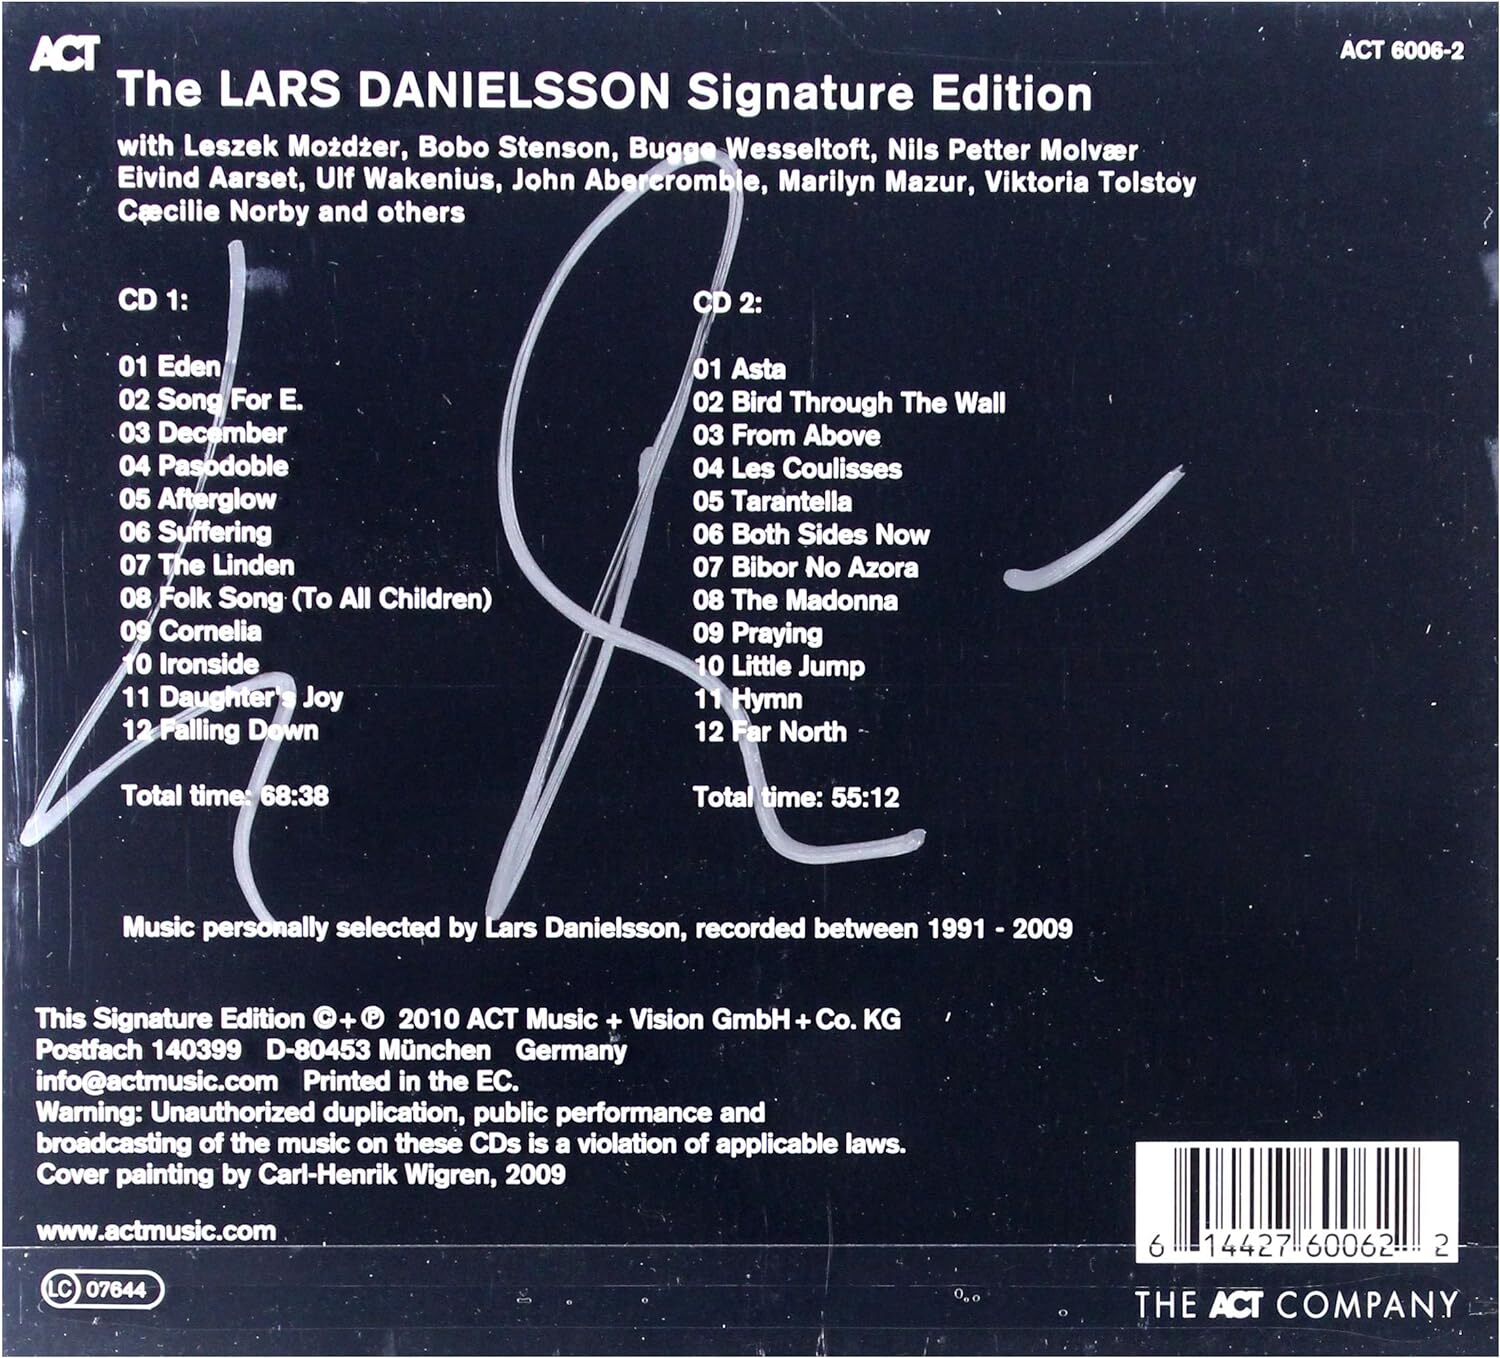 ACT
ACT 6006-2
The LARS DANIELSSON Signature Edition
with Leszek Możdżer, Bobo Stenson, Bugge Wesseltoft, Nils Petter Molvær
Eivind Aarset, Ulf Wakenius, John Abercrombie, Marilyn Mazur, Viktoria Tolstoy
Cæcilie Norby and others
CD 1:
01 Eden
02 Song For E.
03 December
04 Pasodoble
05 Afterglow
06 Suffering
07 The Linden
08 Folk Song (To All Children)
09 Cornelia
10 Ironside
11 Daughter's Joy
12 Falling Down
Total time: 68:38
CD 2:
01 Asta
02 Bird Through The Wall
03 From Above
04 Les Coulisses
05 Tarantella
06 Both Sides Now
07 Bibor No Azora
08 The Madonna
09 Praying
10 Little Jump
11 Hymn
12 Far North
Total time: 55:12
Music personally selected by Lars Danielsson, recorded between 1991 - 2009
This Signature Edition ©+℗ 2010 ACT Music + Vision GmbH + Co. KG
Postfach 140399 D-80453 München Germany
info@actmusic.com Printed in the EC.
Warning: Unauthorized duplication, public performance and
broadcasting of the music on these CDs is a violation of applicable laws.
Cover painting by Carl-Henrik Wigren, 2009
www.actmusic.com
LC 07644
6 14427 60062 2
THE ACT COMPANY